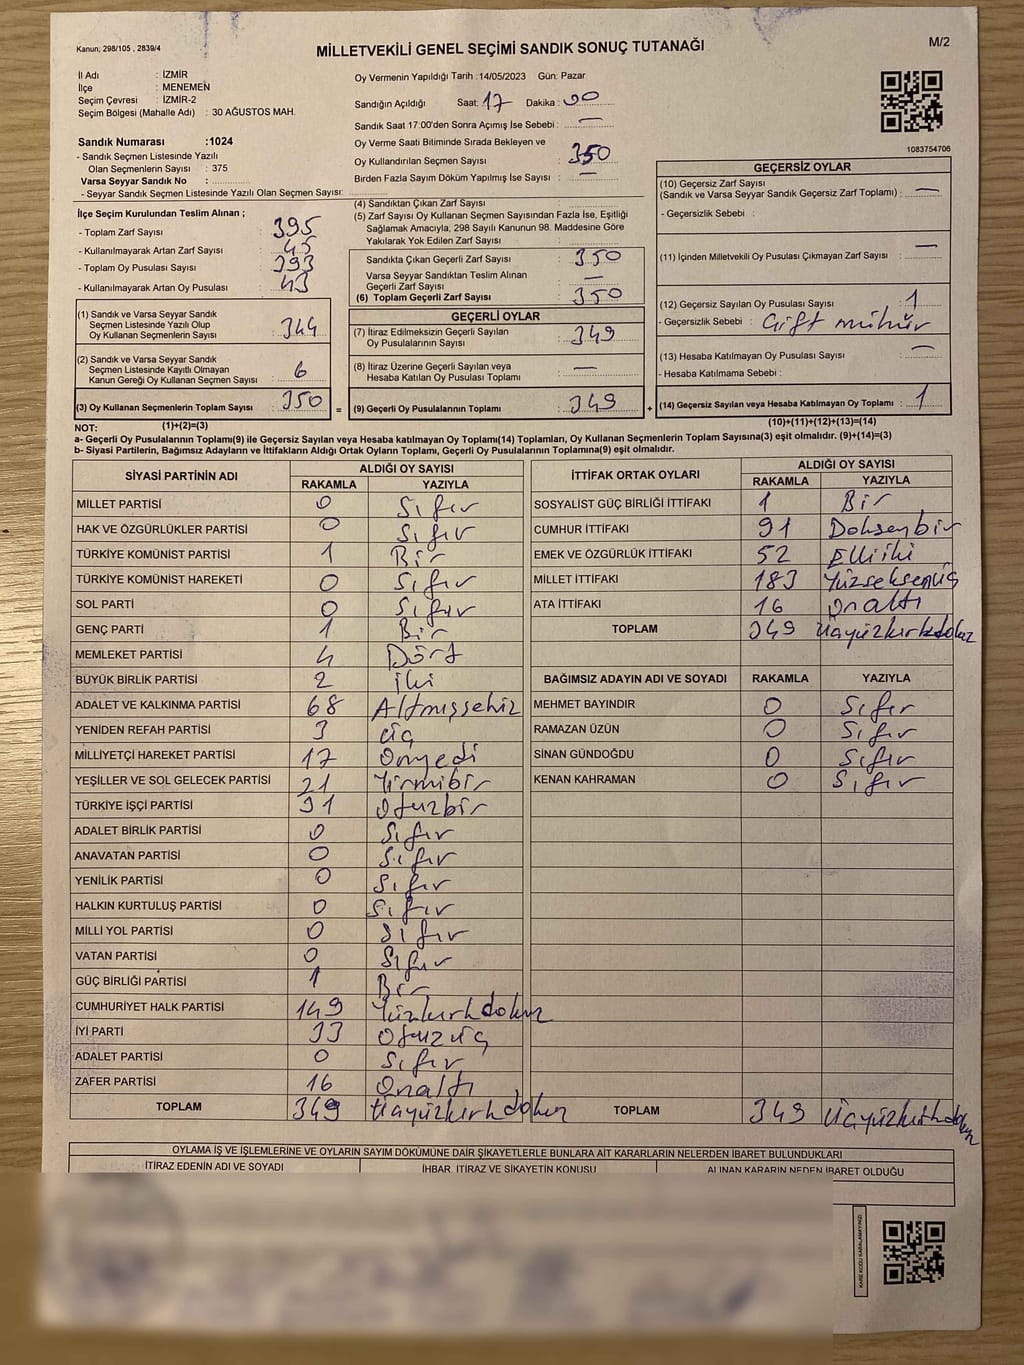 Kanun; 298/105 , 2839/4
MİLLETVEKİLİ GENEL SEÇİMİ SANDIK SONUÇ TUTANAĞI
M/2
İl Adı : İZMİR
İlçe : MENEMEN
Seçim Çevresi : İZMİR-2
Seçim Bölgesi (Mahalle Adı) : 30 AĞUSTOS MAH.
Sandık Numarası :1024
- Sandık Seçmen Listesinde Yazılı
Olan Seçmenlerin Sayısı : 375
Varsa Seyyar Sandık No :
- Seyyar Sandık Seçmen Listesinde Yazılı Olan Seçmen Sayısı:
Oy Vermenin Yapıldığı Tarih : 14/05/2023 Gün: Pazar
Sandığın Açıldığı Saat: 17 Dakika : 00
Sandık Saat 17:00'den Sonra Açımış İse Sebebi : —
Oy Verme Saati Bitiminde Sırada Bekleyen ve
Oy Kullandırılan Seçmen Sayısı : 350
Birden Fazla Sayım Döküm Yapılmış İse Sayısı : —
1083754706
İlçe Seçim Kurulundan Teslim Alınan ;
- Toplam Zarf Sayısı : 395
- Kullanılmayarak Artan Zarf Sayısı : 45
- Toplam Oy Pusulası Sayısı : 393
- Kullanılmayarak Artan Oy Pusulası : 43
(1) Sandık ve Varsa Seyyar Sandık
Seçmen Listesinde Yazılı Olup
Oy Kullanan Seçmenlerin Sayısı : 344
(2) Sandık ve Varsa Seyyar Sandık
Seçmen Listesinde Kayıtlı Olmayan
Kanun Gereği Oy Kullanan Seçmen Sayısı : 6
(3) Oy Kullanan Seçmenlerin Toplam Sayısı : 350
(4) Sandıktan Çıkan Zarf Sayısı :
(5) Zarf Sayısı Oy Kullanan Seçmen Sayısından Fazla İse, Eşitliği
Sağlamak Amacıyla, 298 Sayılı Kanunun 98. Maddesine Göre
Yakılarak Yok Edilen Zarf Sayısı :
Sandıkta Çıkan Geçerli Zarf Sayısı : 350
Varsa Seyyar Sandıktan Teslim Alınan
Geçerli Zarf Sayısı : —
(6) Toplam Geçerli Zarf Sayısı : 350
GEÇERLİ OYLAR
(7) İtiraz Edilmeksizin Geçerli Sayılan
Oy Pusulalarının Sayısı : 349
(8) İtiraz Üzerine Geçerli Sayılan veya
Hesaba Katılan Oy Pusulası Toplamı : —
= (9) Geçerli Oy Pusulalarının Toplamı : 349 +
GEÇERSİZ OYLAR
(10) Geçersiz Zarf Sayısı
(Sandık ve Varsa Seyyar Sandık Geçersiz Zarf Toplamı) : —
- Geçersizlik Sebebi :
(11) İçinden Milletvekili Oy Pusulası Çıkmayan Zarf Sayısı : —
(12) Geçersiz Sayılan Oy Pusulası Sayısı : 1
- Geçersizlik Sebebi : Çift mühür
(13) Hesaba Katılmayan Oy Pusulası Sayısı : —
- Hesaba Katılmama Sebebi :
(14) Geçersiz Sayılan veya Hesaba Katılmayan Oy Toplamı : 1
NOT: (1)+(2)=(3) (10)+(11)+(12)+(13)=(14)
a- Geçerli Oy Pusulalarının Toplamı(9) ile Geçersiz Sayılan veya Hesaba katılmayan Oy Toplamı(14) Toplamları, Oy Kullanan Seçmenlerin Toplam Sayısına(3) eşit olmalıdır. (9)+(14)=(3)
b- Siyasi Partilerin, Bağımsız Adayların ve İttifakların Aldığı Ortak Oyların Toplamı, Geçerli Oy Pusulalarının Toplamına(9) eşit olmalıdır.
SİYASİ PARTİNİN ADI ALDIĞI OY SAYISI
RAKAMLA YAZIYLA
MİLLET PARTİSİ 0 Sıfır
HAK VE ÖZGÜRLÜKLER PARTİSİ 0 Sıfır
TÜRKİYE KOMÜNİST PARTİSİ 1 Bir
TÜRKİYE KOMÜNİST HAREKETİ 0 Sıfır
SOL PARTİ 0 Sıfır
GENÇ PARTİ 1 Bir
MEMLEKET PARTİSİ 4 Dört
BÜYÜK BİRLİK PARTİSİ 2 İki
ADALET VE KALKINMA PARTİSİ 68 Altmışsekiz
YENİDEN REFAH PARTİSİ 3 Üç
MİLLİYETÇİ HAREKET PARTİSİ 17 Onyedi
YEŞİLLER VE SOL GELECEK PARTİSİ 21 Yirmibir
TÜRKİYE İŞÇİ PARTİSİ 31 Otuzbir
ADALET BİRLİK PARTİSİ 0 Sıfır
ANAVATAN PARTİSİ 0 Sıfır
YENİLİK PARTİSİ 0 Sıfır
HALKIN KURTULUŞ PARTİSİ 0 Sıfır
MİLLİ YOL PARTİSİ 0 Sıfır
VATAN PARTİSİ 0 Sıfır
GÜÇ BİRLİĞİ PARTİSİ 1 Bir
CUMHURİYET HALK PARTİSİ 149 Yüzkırkdokuz
İYİ PARTİ 33 Otuzüç
ADALET PARTİSİ 0 Sıfır
ZAFER PARTİSİ 16 Onaltı
TOPLAM 349 Üçyüzkırkdokuz
İTTİFAK ORTAK OYLARI ALDIĞI OY SAYISI
RAKAMLA YAZIYLA
SOSYALİST GÜÇ BİRLİĞİ İTTİFAKI 1 Bir
CUMHUR İTTİFAKI 91 Doksanbir
EMEK VE ÖZGÜRLÜK İTTİFAKI 52 Elliiki
MİLLET İTTİFAKI 183 Yüzseksenüç
ATA İTTİFAKI 16 Onaltı
TOPLAM 349 Üçyüzkırkdokuz
BAĞIMSIZ ADAYIN ADI VE SOYADI RAKAMLA YAZIYLA
MEHMET BAYINDIR 0 Sıfır
RAMAZAN ÜZÜN 0 Sıfır
SİNAN GÜNDOĞDU 0 Sıfır
KENAN KAHRAMAN 0 Sıfır
TOPLAM 349 Üçyüzkırkdokuz
OYLAMA İŞ VE İŞLEMLERİNE VE OYLARIN SAYIM DÖKÜMÜNE DAİR ŞİKAYETLERLE BUNLARA AİT KARARLARIN NELERDEN İBARET BULUNDUKLARI
İTİRAZ EDENİN ADI VE SOYADI İHBAR, İTİRAZ VE ŞİKAYETİN KONUSU ALINAN KARARIN NEDEN İBARET OLDUĞU
KARE KODU KARALAMAYINIZ!